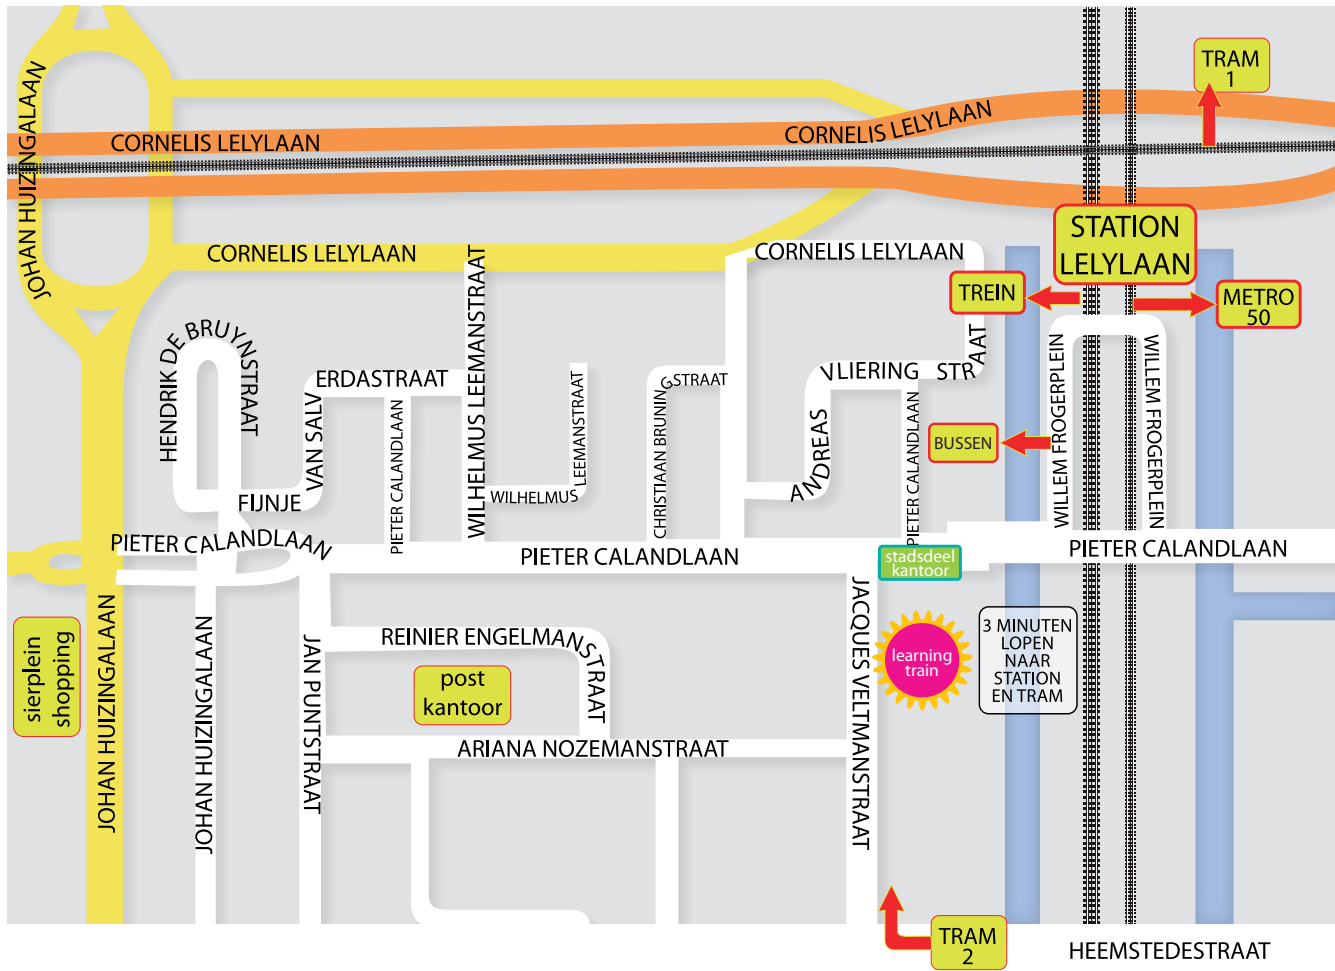 TRAM
1
JOHAN HUIZINGALAAN
CORNELIS LELYLAAN
CORNELIS LELYLAAN
STATION
LELYLAAN
CORNELIS LELYLAAN
CORNELIS LELYLAAN
TREIN
METRO
50
HENDRIK DE BRUYNSTRAAT
ERDASTRAAT
VAN SALV
FIJNJE
PIETER CALANDLAAN
WILHELMUS LEEMANSTRAAT
WILHELMUS
LEEMANSTRAAT
CHRISTIAAN BRUNINGSTRAAT
ANDREAS
VLIERING STRAAT
PIETER CALANDLAAN
BUSSEN
WILLEM FROGERPLEIN
WILLEM FROGERPLEIN
PIETER CALANDLAAN
PIETER CALANDLAAN
stadsdeel
kantoor
PIETER CALANDLAAN
sierplein
shopping
JOHAN HUIZINGALAAN
JOHAN HUIZINGALAAN
JAN PUNTSTRAAT
REINIER ENGELMANSTRAAT
post
kantoor
ARIANA NOZEMANSTRAAT
JACQUES VELTMANSTRAAT
learning
train
3 MINUTEN
LOPEN
NAAR
STATION
EN TRAM
TRAM
2
HEEMSTEDESTRAAT